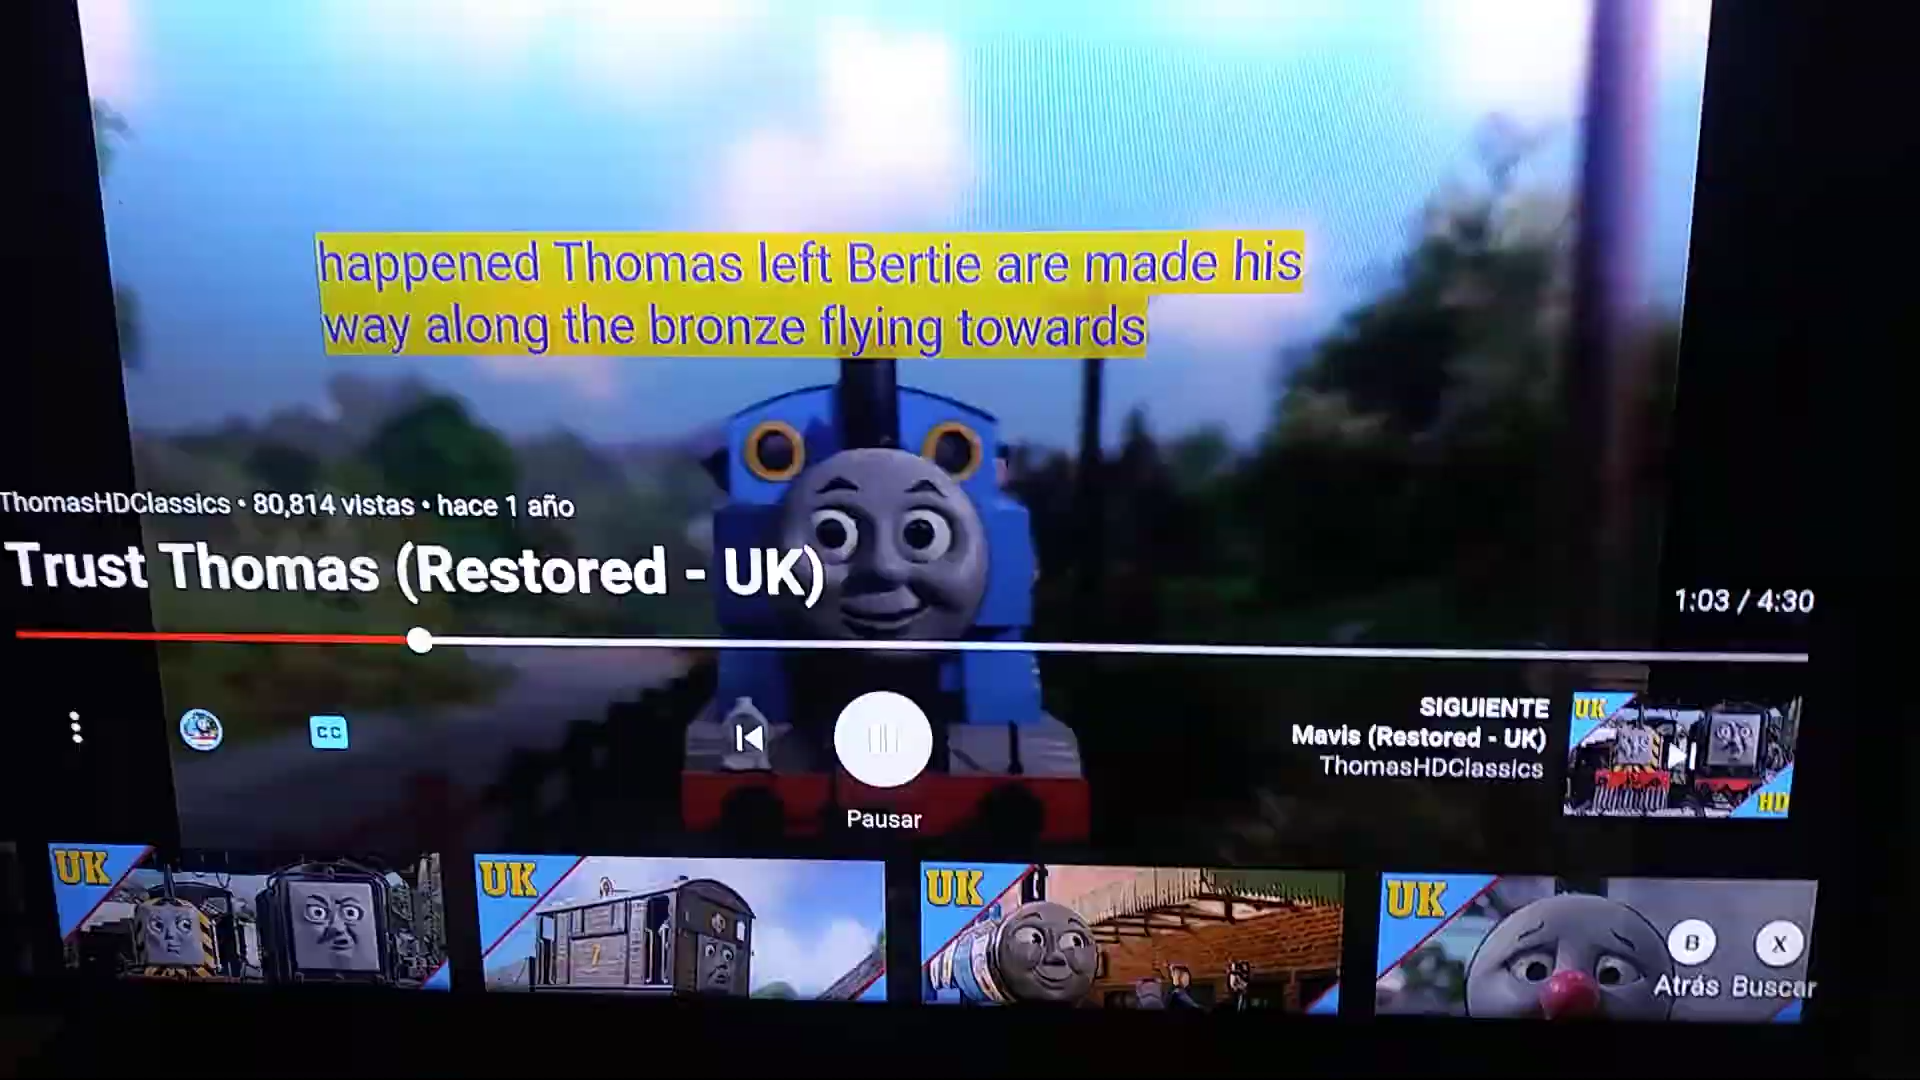 happened Thomas left Bertie are made his
way along the bronze flying towards
ThomasHDClassics • 80,814 vistas • hace 1 año
Trust Thomas (Restored - UK)
1:03 / 4:30
CC
SIGUIENTE
Mavis (Restored - UK)
ThomasHDClassics
UK
HD
Pausar
UK
UK
7
UK
UK
B
X
Atrás
Buscar